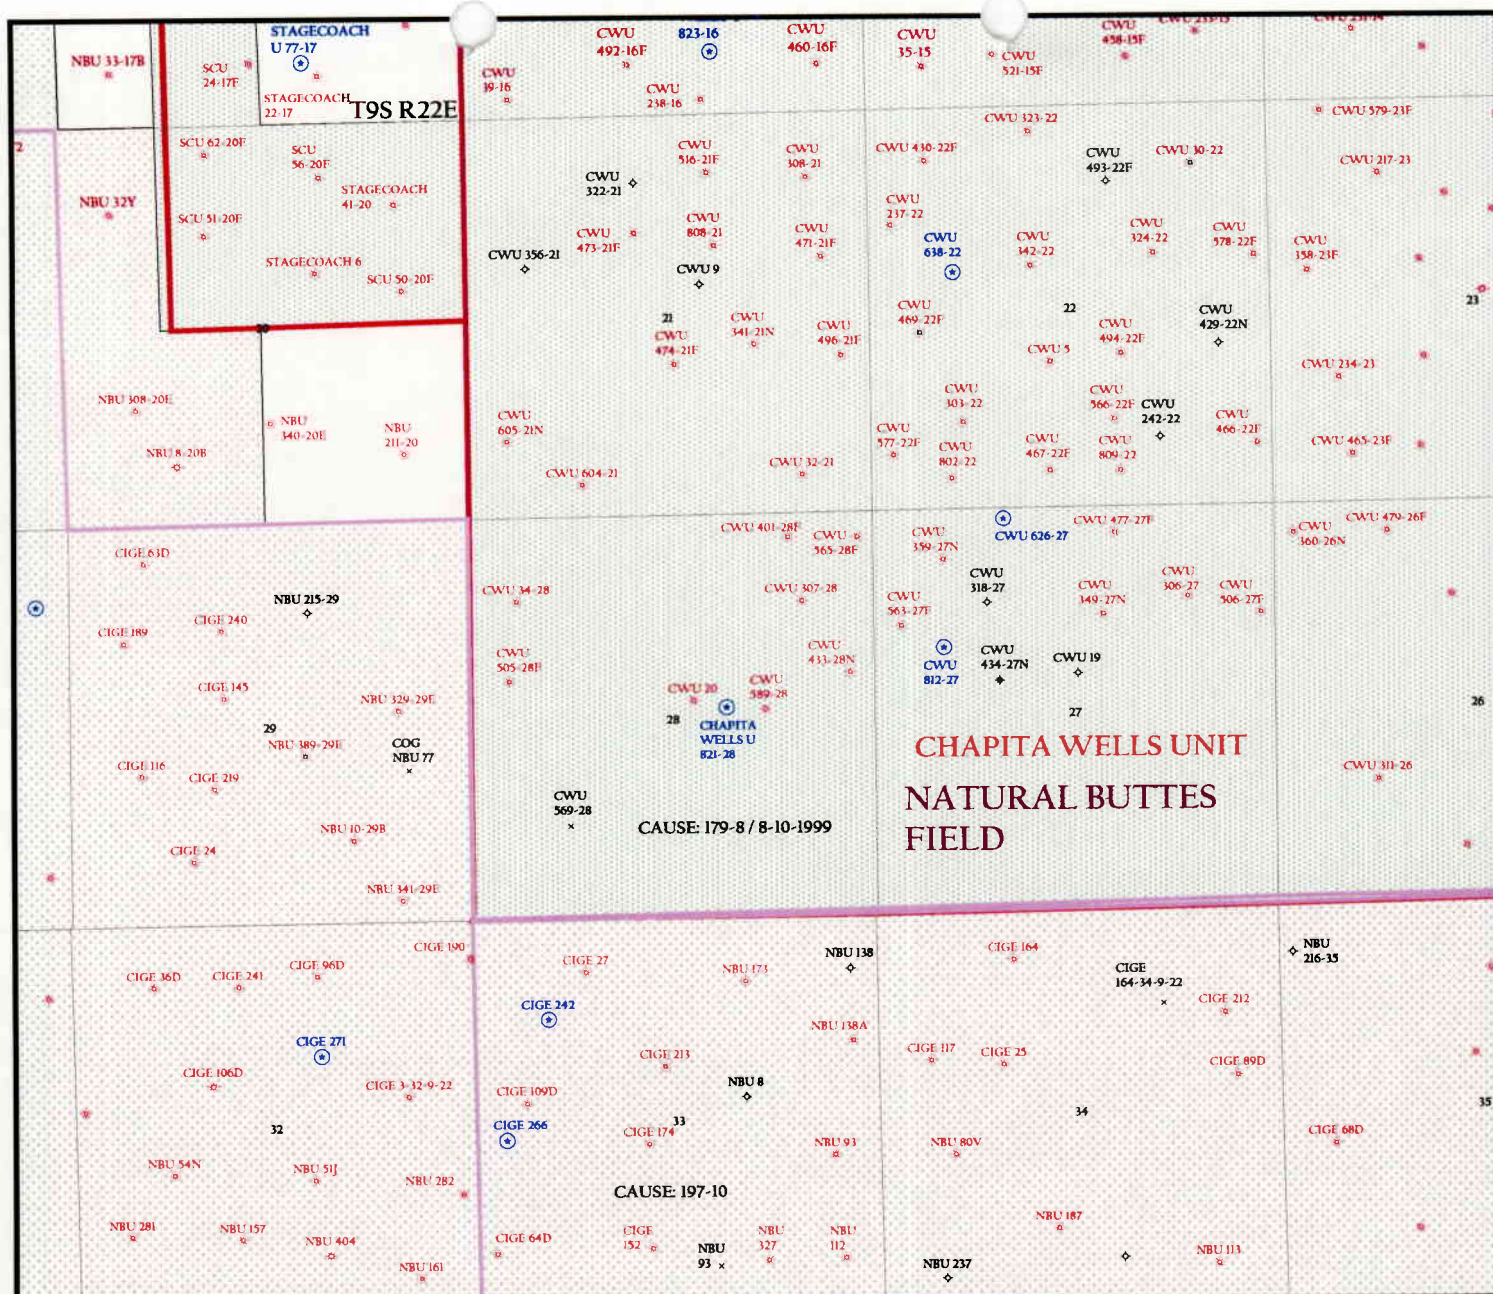 STAGECOACH
U 77-17
NBU 33-17B
SCU
24-17F
STAGECOACH
22-17
T9S R22E
CWU
492-16F
823-16
CWU
460-16F
CWU
35-15
CWU
458-15F
CWU
521-15F
CWU
19-16
CWU
238-16
CWU 579-23F
CWU 323-22
SCU 62-20F
SCU
56-20F
STAGECOACH
41-20
NBU 32Y
SCU 51-20F
STAGECOACH 6
SCU 50-20F
20
CWU
516-21F
CWU
308-21
CWU
322-21
CWU
473-21F
CWU
808-21
CWU
471-21F
CWU 356-21
CWU 9
21
CWU
474-21F
CWU
341-21N
CWU
496-21F
CWU
605-21N
CWU 604-21
CWU 32-21
CWU 430-22F
CWU
493-22F
CWU 30-22
CWU 217-23
CWU
237-22
CWU
638-22
CWU
342-22
CWU
324-22
CWU
578-22F
CWU
358-23F
22
23
CWU
469-22F
CWU
429-22N
CWU
494-22F
CWU 5
CWU 234-23
CWU
303-22
CWU
566-22F
CWU
242-22
CWU
466-22F
CWU
577-22F
CWU
802-22
CWU
467-22F
CWU
809-22
CWU 465-23F
NBU 308-20E
NBU 8-20B
NBU
340-20E
NBU
211-20
CIGE 63D
NBU 215-29
CIGE 189
CIGE 240
CIGE 145
NBU 329-29E
29
NBU 389-29E
COG
NBU 77
CIGE 116
CIGE 219
NBU 10-29B
CIGE 24
NBU 341-29E
CWU 401-28F
CWU
565-28F
CWU 34-28
CWU 307-28
CWU
505-28F
CWU
433-28N
CWU 20
CWU
589-28
28
CHAPITA
WELLS U
821-28
CWU
569-28
CAUSE: 179-8 / 8-10-1999
CWU
359-27N
CWU 626-27
CWU 477-27F
CWU
360-26N
CWU 479-26F
CWU
318-27
CWU
563-27F
CWU
349-27N
CWU
306-27
CWU
506-27F
CWU
812-27
CWU
434-27N
CWU 19
27
26
CHAPITA WELLS UNIT
NATURAL BUTTES
FIELD
CWU 311-26
CIGE 190
CIGE 36D
CIGE 241
CIGE 96D
CIGE 271
CIGE 106D
CIGE 3-32-9-22
32
NBU 54N
NBU 51J
NBU 282
NBU 281
NBU 157
NBU 404
NBU 161
CIGE 27
NBU 173
NBU 138
CIGE 242
NBU 138A
CIGE 213
CIGE 109D
NBU 8
CIGE 266
33
CIGE 174
NBU 93
CAUSE: 197-10
CIGE 64D
CIGE
152
NBU
93
NBU
327
NBU
112
CIGE 164
CIGE
164-34-9-22
NBU
216-35
CIGE 212
CIGE 117
CIGE 25
CIGE 89D
34
35
NBU 80V
CIGE 68D
NBU 187
NBU 237
NBU 113